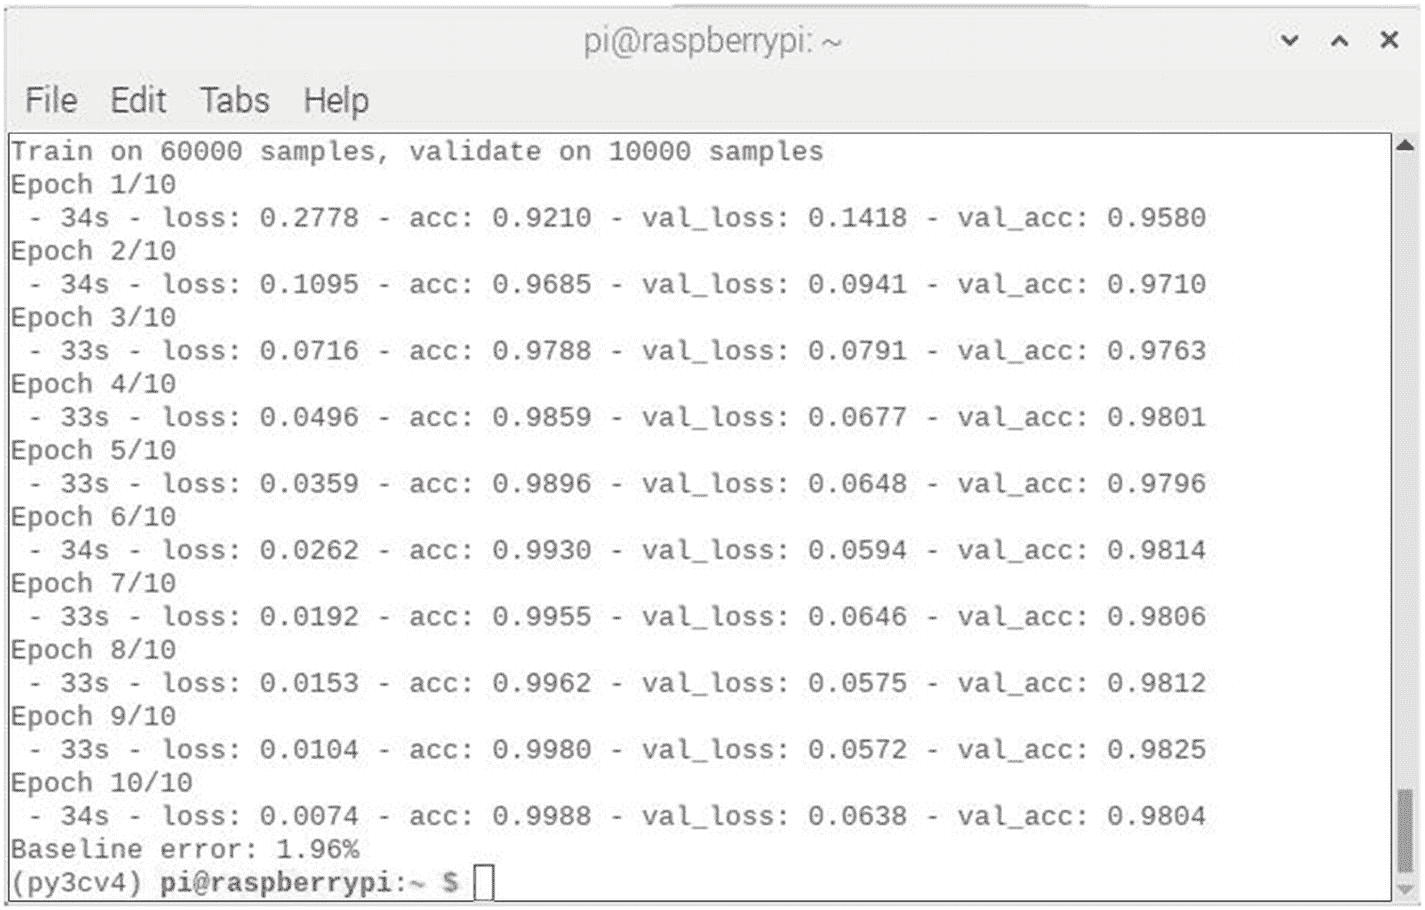 pi@raspberrypi: ~
File Edit Tabs Help
Train on 60000 samples, validate on 10000 samples
Epoch 1/10
 - 34s - loss: 0.2778 - acc: 0.9210 - val_loss: 0.1418 - val_acc: 0.9580
Epoch 2/10
 - 34s - loss: 0.1095 - acc: 0.9685 - val_loss: 0.0941 - val_acc: 0.9710
Epoch 3/10
 - 33s - loss: 0.0716 - acc: 0.9788 - val_loss: 0.0791 - val_acc: 0.9763
Epoch 4/10
 - 33s - loss: 0.0496 - acc: 0.9859 - val_loss: 0.0677 - val_acc: 0.9801
Epoch 5/10
 - 33s - loss: 0.0359 - acc: 0.9896 - val_loss: 0.0648 - val_acc: 0.9796
Epoch 6/10
 - 34s - loss: 0.0262 - acc: 0.9930 - val_loss: 0.0594 - val_acc: 0.9814
Epoch 7/10
 - 33s - loss: 0.0192 - acc: 0.9955 - val_loss: 0.0646 - val_acc: 0.9806
Epoch 8/10
 - 33s - loss: 0.0153 - acc: 0.9962 - val_loss: 0.0575 - val_acc: 0.9812
Epoch 9/10
 - 33s - loss: 0.0104 - acc: 0.9980 - val_loss: 0.0572 - val_acc: 0.9825
Epoch 10/10
 - 34s - loss: 0.0074 - acc: 0.9988 - val_loss: 0.0638 - val_acc: 0.9804
Baseline error: 1.96%
(py3cv4) pi@raspberrypi:~ $